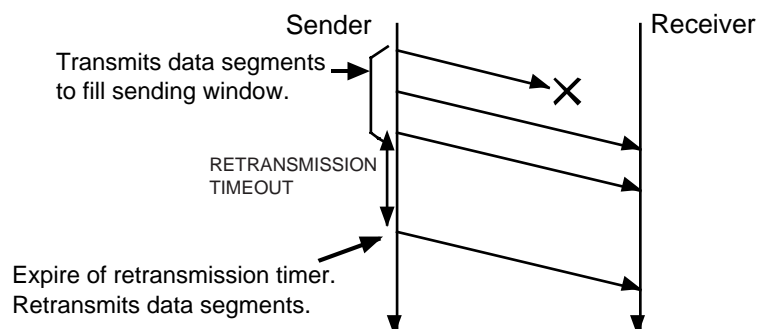 Sender
Receiver
Transmits data segments
to fill sending window.
RETRANSMISSION
TIMEOUT
Expire of retransmission timer.
Retransmits data segments.